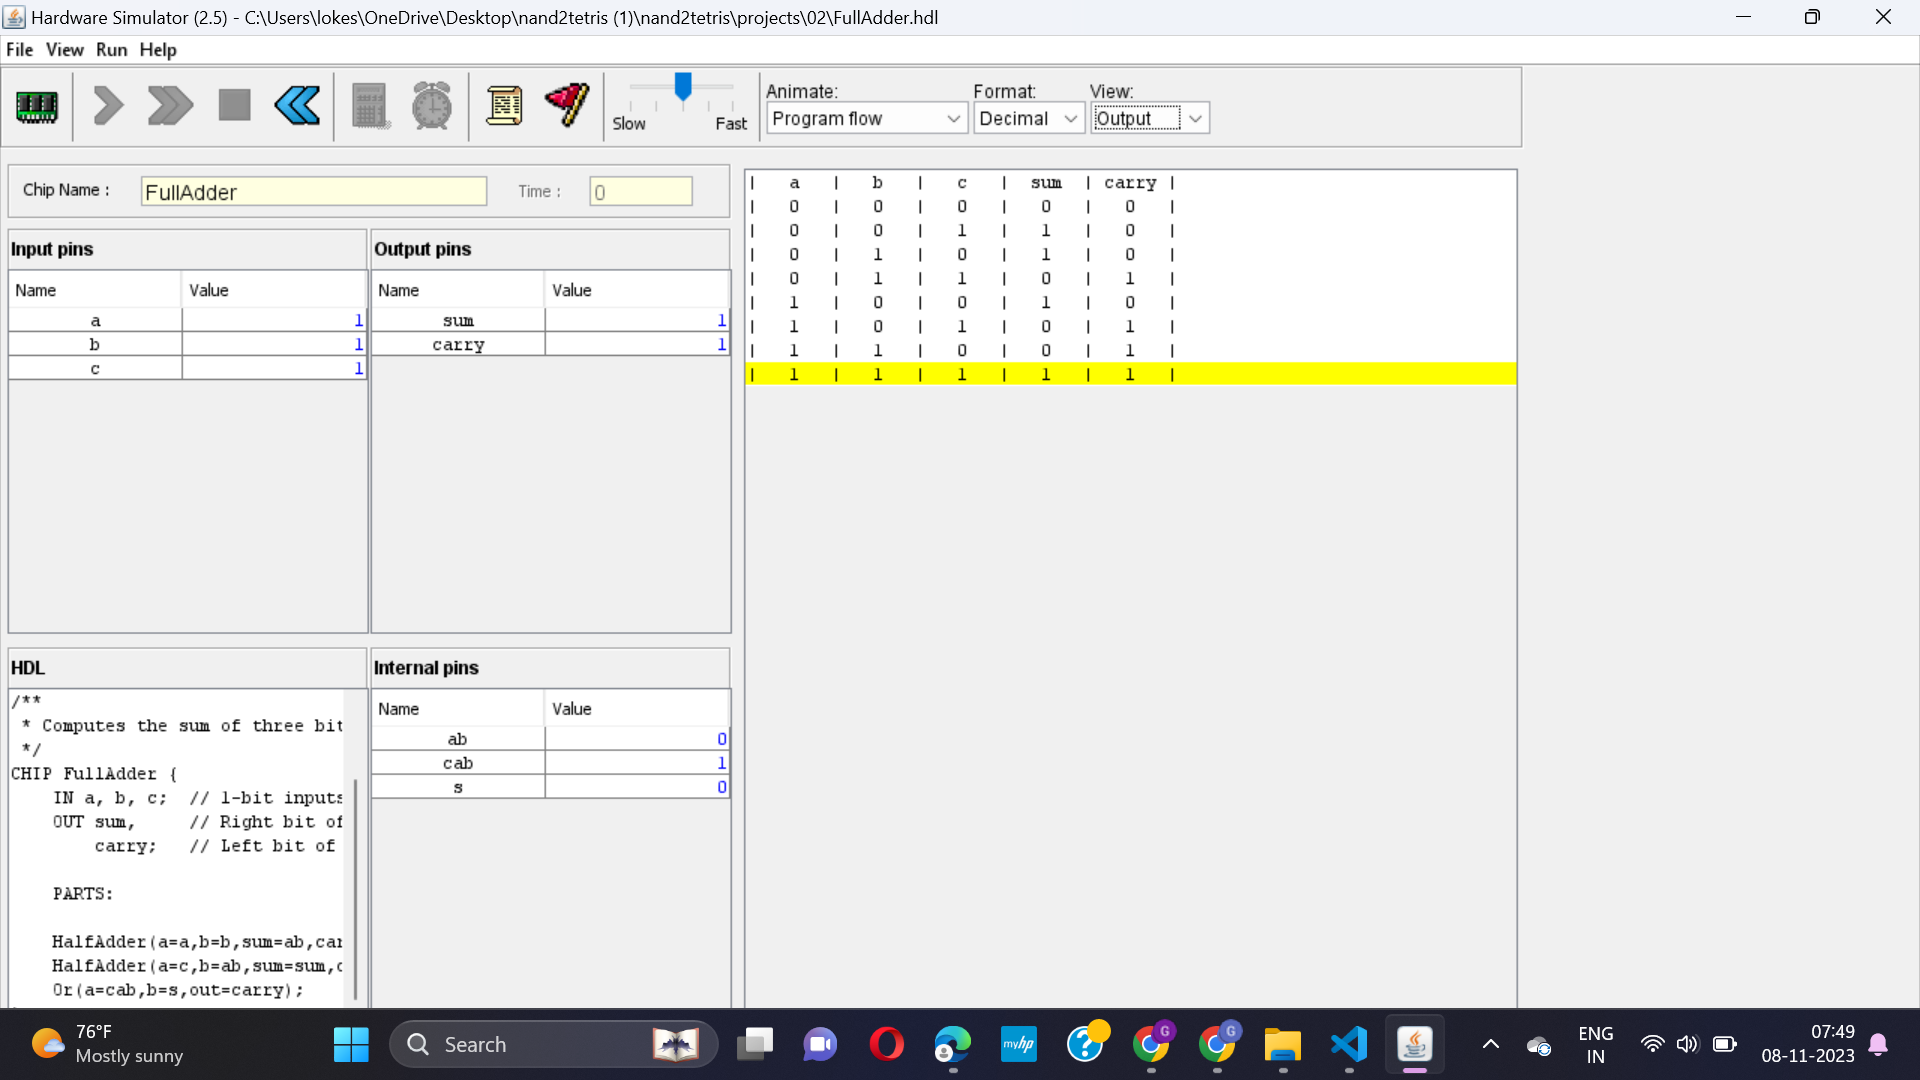 Hardware Simulator (2.5) - C:\Users\lokes\OneDrive\Desktop\nand2tetris (1)\nand2tetris\projects\02\FullAdder.hdl
File View Run Help
Slow Fast
Animate: Format: View:
Program flow Decimal Output
Chip Name : FullAdder Time : 0
Input pins
Name Value
a 1
b 1
c 1
Output pins
Name Value
sum 1
carry 1
| a | b | c | sum | carry |
| 0 | 0 | 0 | 0 | 0 |
| 0 | 0 | 1 | 1 | 0 |
| 0 | 1 | 0 | 1 | 0 |
| 0 | 1 | 1 | 0 | 1 |
| 1 | 0 | 0 | 1 | 0 |
| 1 | 0 | 1 | 0 | 1 |
| 1 | 1 | 0 | 0 | 1 |
| 1 | 1 | 1 | 1 | 1 |
HDL
/**
* Computes the sum of three bit
*/
CHIP FullAdder {
IN a, b, c; // 1-bit inputs
OUT sum, // Right bit of
carry; // Left bit of
PARTS:
HalfAdder(a=a,b=b,sum=ab,car
HalfAdder(a=c,b=ab,sum=sum,c
Or(a=cab,b=s,out=carry);
Internal pins
Name Value
ab 0
cab 1
s 0
76°F
Mostly sunny
Search
myhp
G
G
ENG
IN
07:49
08-11-2023